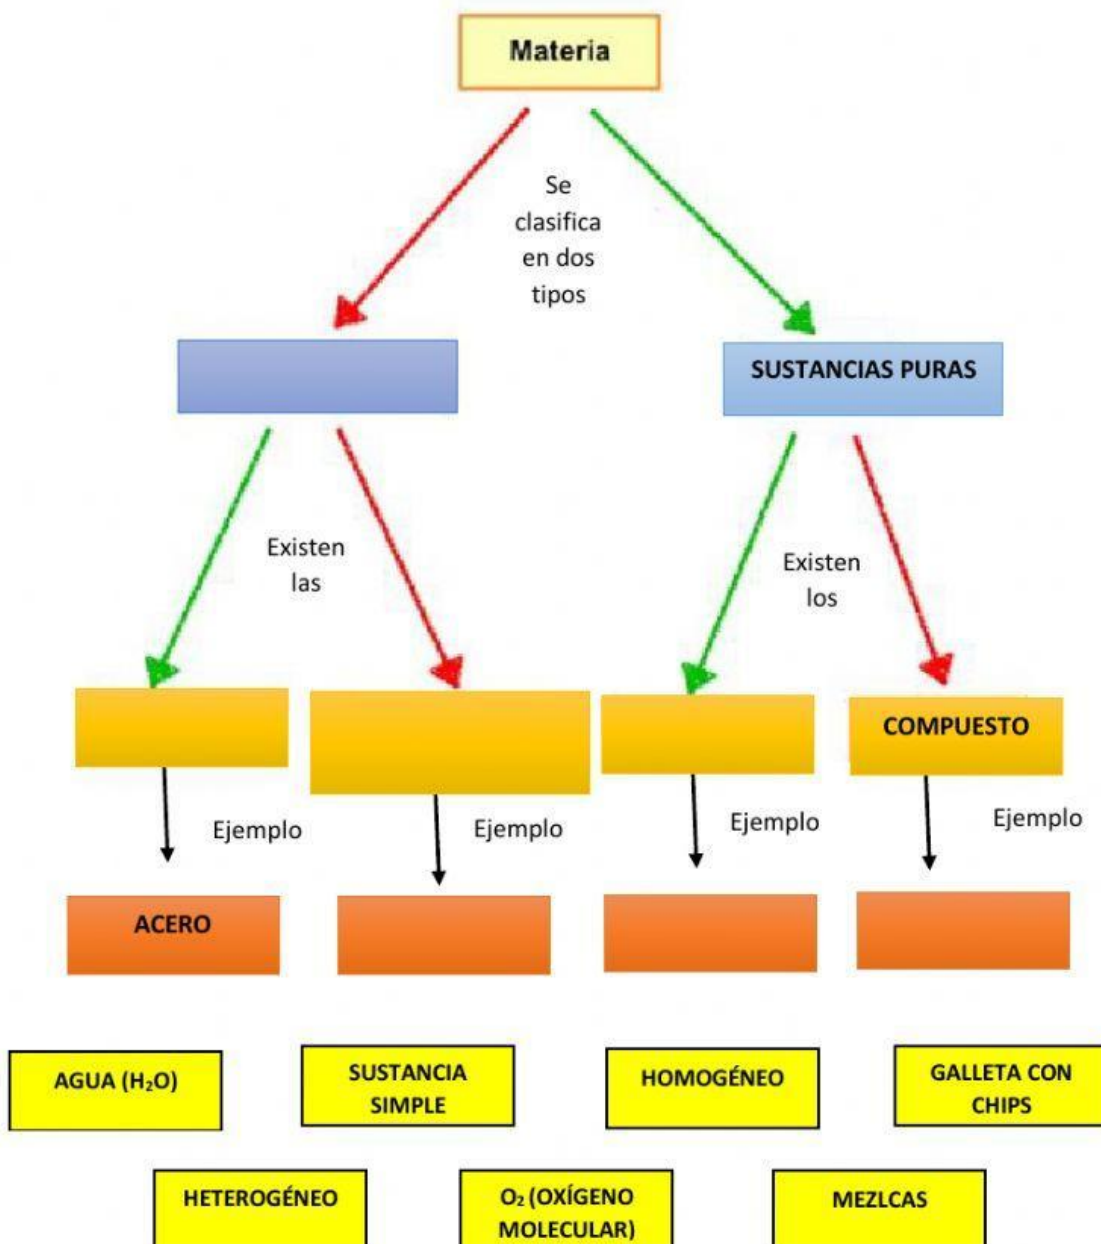 Materia
Se
clasifica
en dos
tipos
SUSTANCIAS PURAS
Existen
las
Existen
los
COMPUESTO
Ejemplo
Ejemplo
Ejemplo
Ejemplo
ACERO
AGUA (H₂O)
SUSTANCIA
SIMPLE
HOMOGÉNEO
GALLETA CON
CHIPS
HETEROGÉNEO
O₂ (OXÍGENO
MOLECULAR)
MEZLCAS